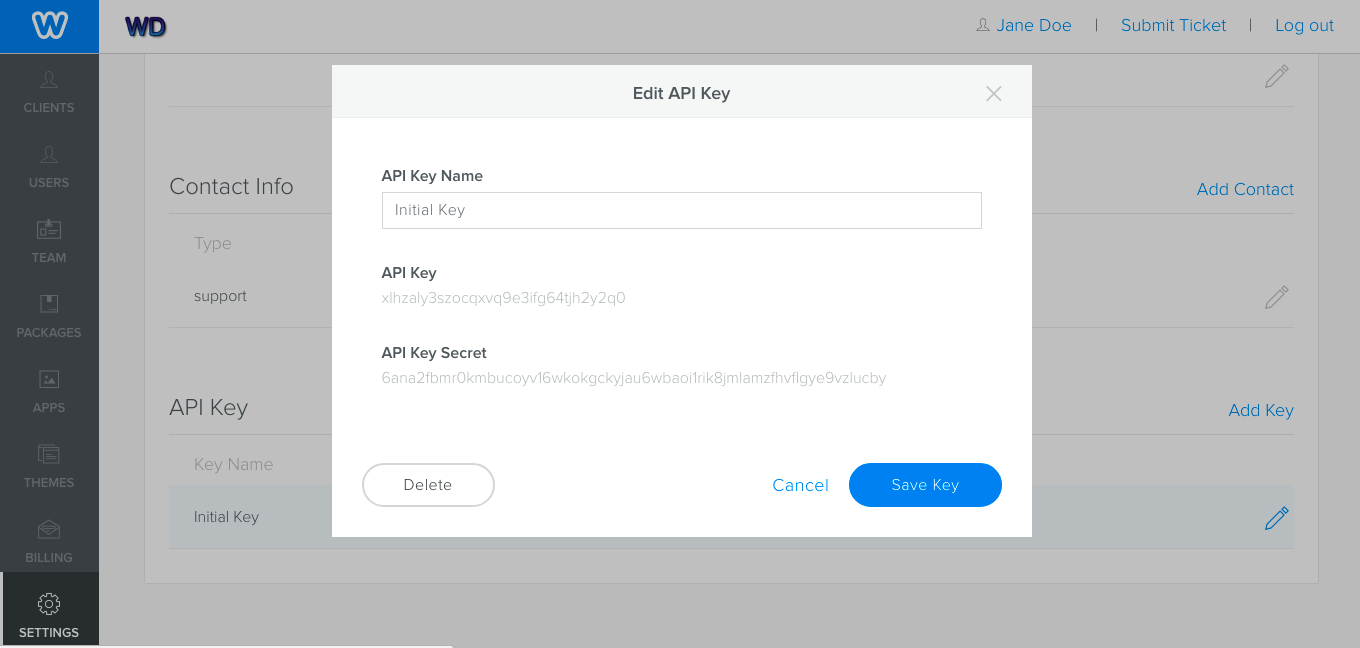 WD
Jane Doe | Submit Ticket | Log out
CLIENTS
USERS
TEAM
PACKAGES
APPS
THEMES
BILLING
SETTINGS
Contact Info
Add Contact
Type
support
API Key
Add Key
Key Name
Initial Key
Edit API Key
API Key Name
Initial Key
API Key
xlhzaly3szocqxvq9e3ifg64tjh2y2q0
API Key Secret
6ana2fbmr0kmbucoyv16wkokgckyjau6wbaoi1rik8jmlamzfhvflgye9vzlucby
Delete
Cancel
Save Key